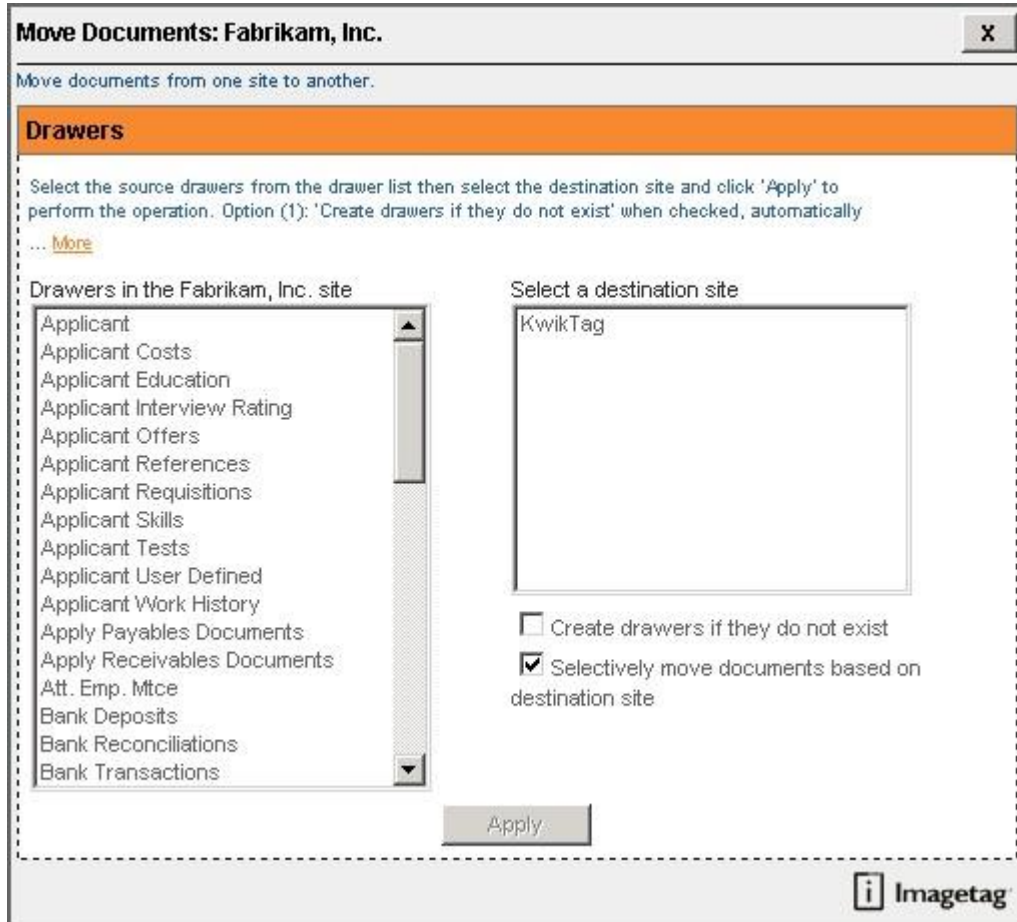 Move Documents: Fabrikam, Inc.
X
Move documents from one site to another.
Drawers
Select the source drawers from the drawer list then select the destination site and click 'Apply' to
perform the operation. Option (1): 'Create drawers if they do not exist' when checked, automatically
... More
Drawers in the Fabrikam, Inc. site
Applicant
Applicant Costs
Applicant Education
Applicant Interview Rating
Applicant Offers
Applicant References
Applicant Requisitions
Applicant Skills
Applicant Tests
Applicant User Defined
Applicant Work History
Apply Payables Documents
Apply Receivables Documents
Att. Emp. Mtce
Bank Deposits
Bank Reconciliations
Bank Transactions
Select a destination site
KwikTag
Create drawers if they do not exist
Selectively move documents based on
destination site
Apply
i Imagetag